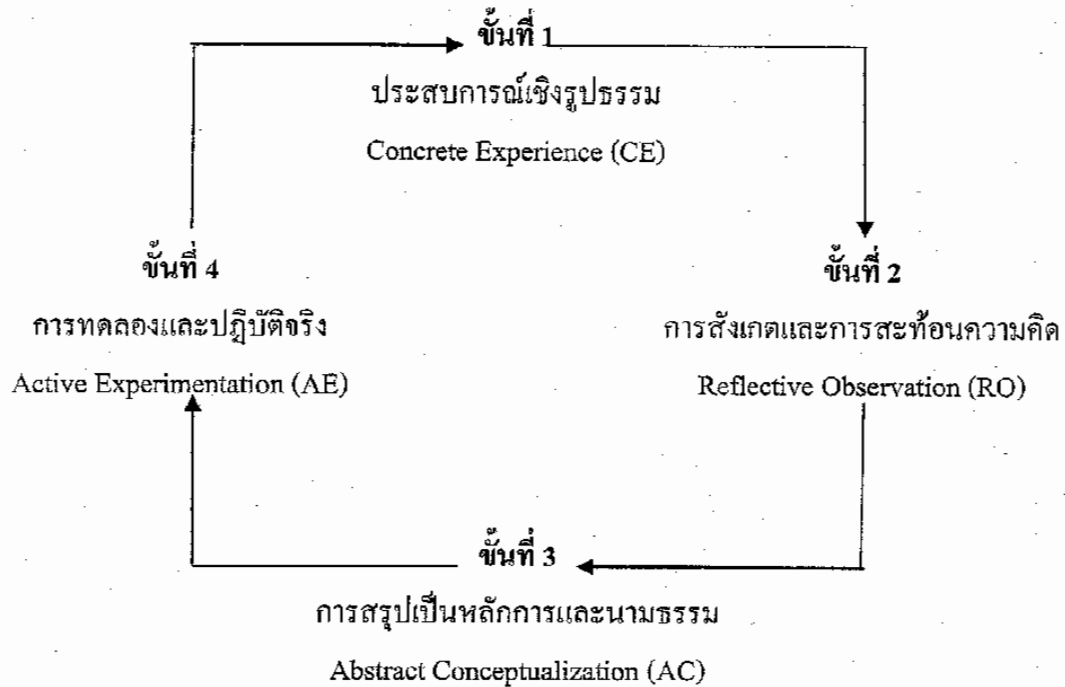 ขั้นที่ 1
ประสบการณ์เชิงรูปธรรม
Concrete Experience (CE)
ขั้นที่ 2
การสังเกตและการสะท้อนความคิด
Reflective Observation (RO)
ขั้นที่ 3
การสรุปเป็นหลักการและนามธรรม
Abstract Conceptualization (AC)
ขั้นที่ 4
การทดลองและปฏิบัติจริง
Active Experimentation (AE)